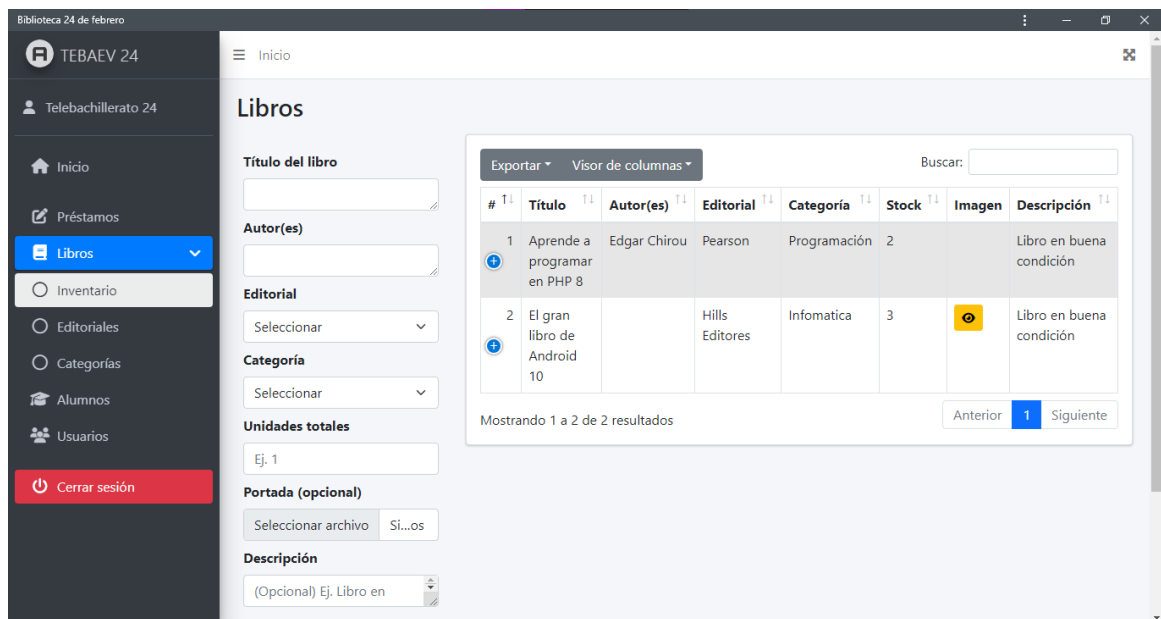 Biblioteca 24 de febrero
TEBAEV 24
Telebachillerato 24
Inicio
Préstamos
Libros
Inventario
Editoriales
Categorías
Alumnos
Usuarios
Cerrar sesión
Inicio
Libros
Título del libro
Autor(es)
Editorial
Seleccionar
Categoría
Seleccionar
Unidades totales
Ej. 1
Portada (opcional)
Seleccionar archivo Si...os
Descripción
(Opcional) Ej. Libro en
Exportar Visor de columnas Buscar:
# Título Autor(es) Editorial Categoría Stock Imagen Descripción
1 Aprende a Edgar Chirou Pearson Programación 2 Libro en buena
programar condición
en PHP 8
2 El gran Hills Infomatica 3 Libro en buena
libro de Editores condición
Android
10
Mostrando 1 a 2 de 2 resultados Anterior 1 Siguiente